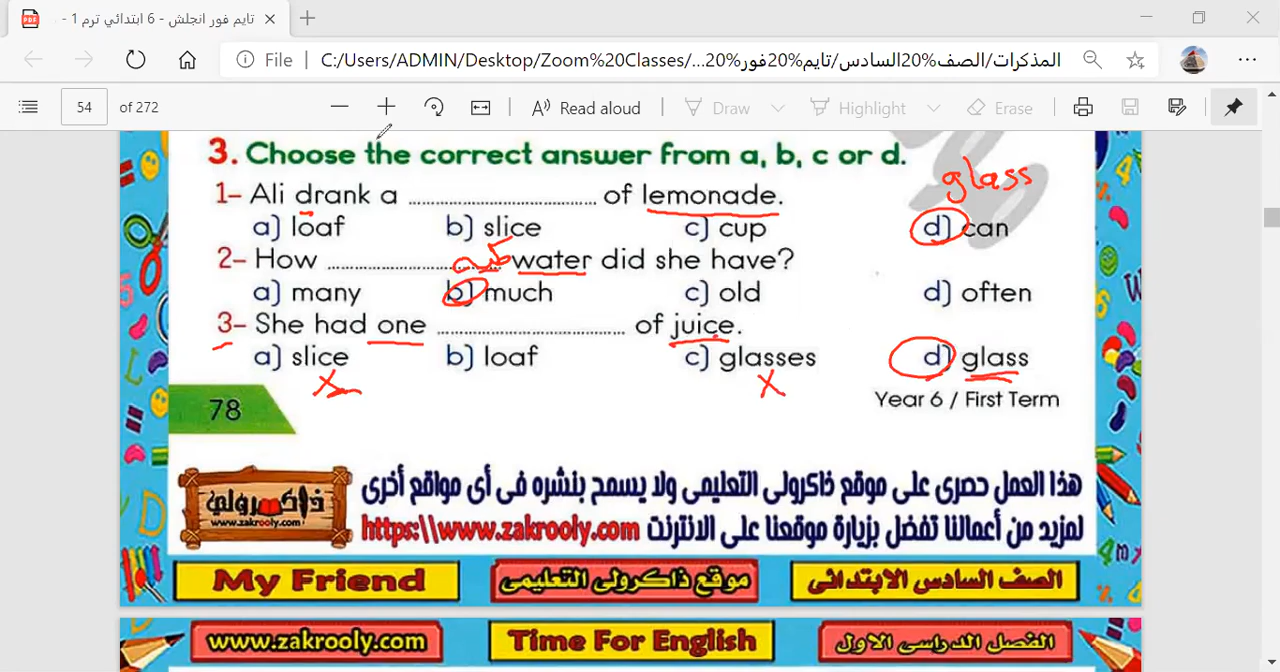 تايم فور انجلش - 6 ابتدائي ترم 1 -
File | C:/Users/ADMIN/Desktop/Zoom%20Classes/المذكرات/الصف%20السادس/تايم%20فور%20...
54 of 272 Read aloud Draw Highlight Erase
3. Choose the correct answer from a, b, c or d.
glass
1- Ali drank a .................... of lemonade.
a) loaf b) slice c) cup d) can
2- How .................... water did she have?
a) many b) much c) old d) often
3- She had one .................... of juice.
a) slice b) loaf c) glasses d) glass
x x
78 Year 6 / First Term
هذا العمل حصرى على موقع ذاكرولى التعليمى ولا يسمح بنشره فى أى مواقع أخرى
لمزيد من أعمالنا تفضل بزيارة موقعنا على الانترنت https:\\www.zakrooly.com
ذاكرولي
www.zakrooly.com
My Friend موقع ذاكرولى التعليمى الصف السادس الابتدائى
www.zakrooly.com Time For English الفصل الدراسى الاول